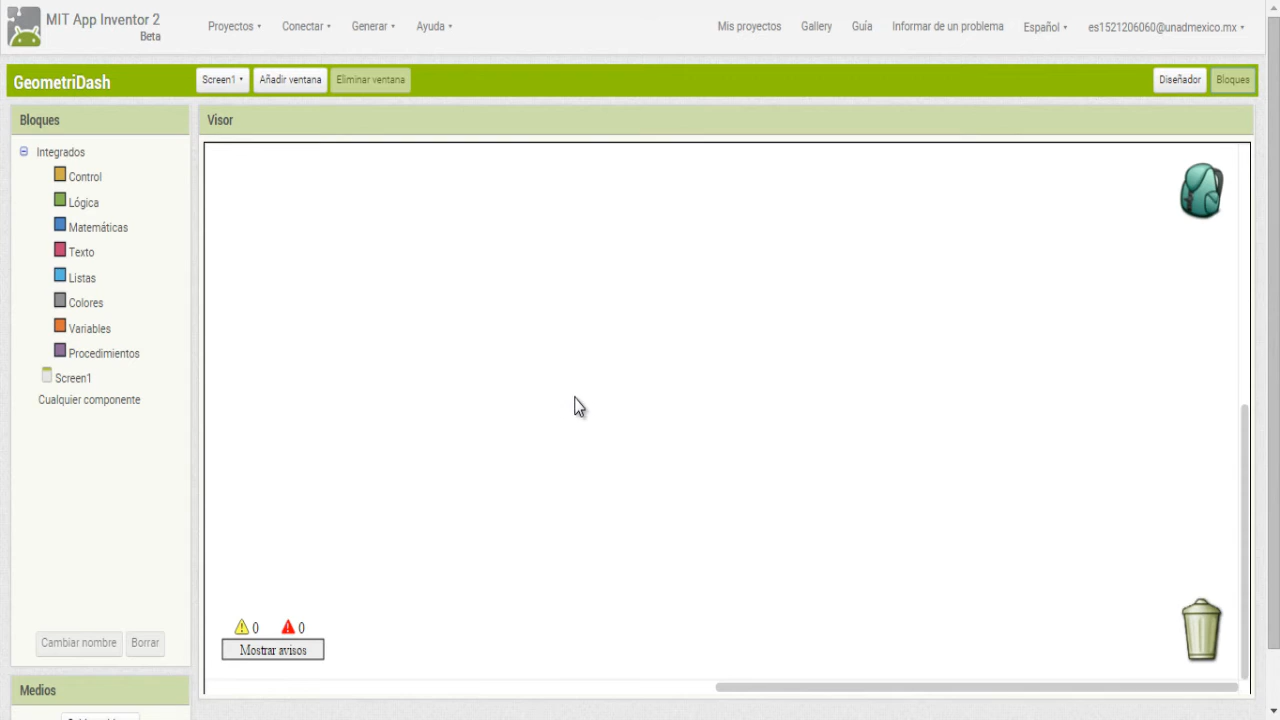 MIT App Inventor 2
Beta
Proyectos Conectar Generar Ayuda Mis proyectos Gallery Guía Informar de un problema Español es1521206060@unadmexico.mx
GeometriDash Screen1 Añadir ventana Eliminar ventana Diseñador Bloques
Bloques
Visor
Integrados
Control
Lógica
Matemáticas
Texto
Listas
Colores
Variables
Procedimientos
Screen1
Cualquier componente
0 0
Mostrar avisos
Cambiar nombre Borrar
Medios